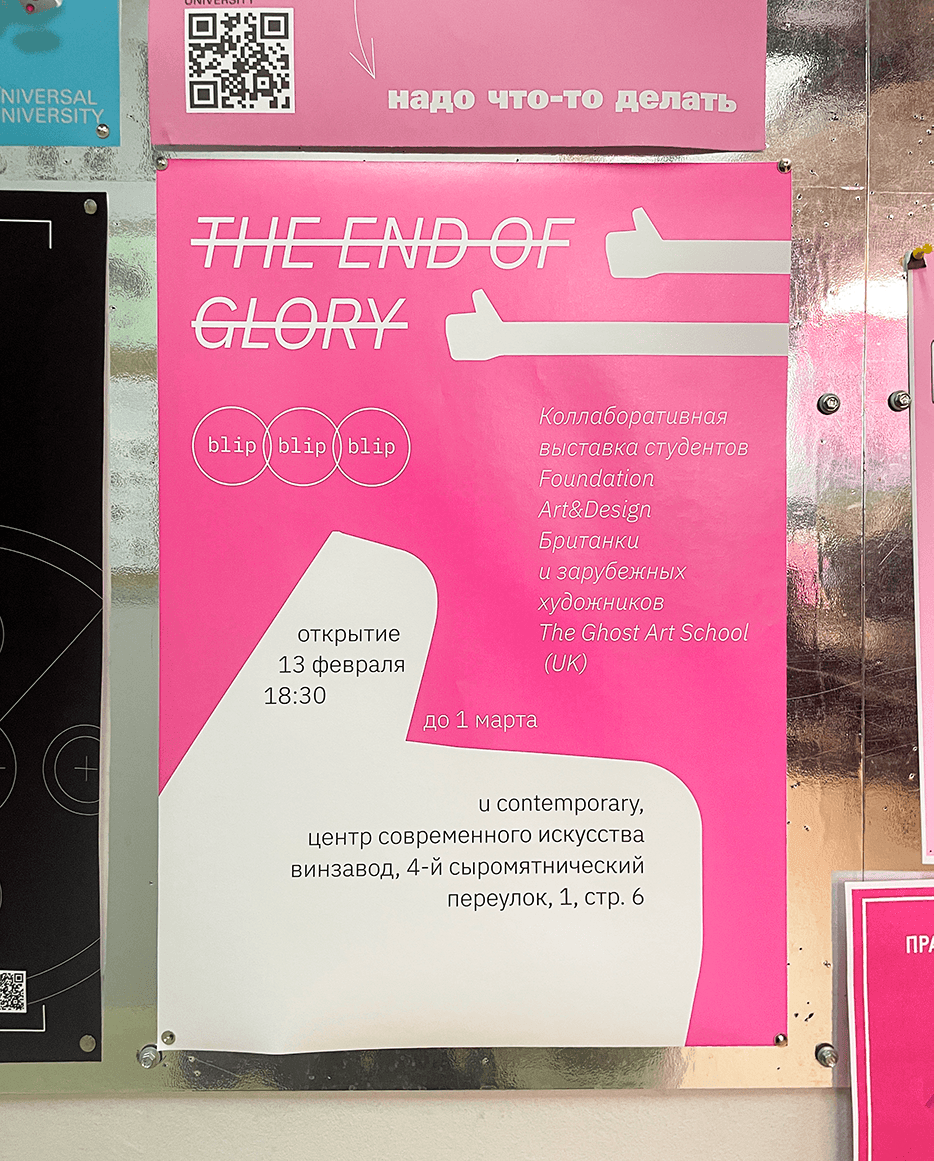 UNIVERSITY
надо что-то делать
NIVERSAL
NIVERSITY
THE END OF
GLORY
blip blip blip
Коллаборативная
выставка студентов
Foundation
Art&Design
Британки
и зарубежных
художников
The Ghost Art School
(UK)
открытие
13 февраля
18:30
до 1 марта
u contemporary,
центр современного искусства
винзавод, 4-й сыромятнический
переулок, 1, стр. 6
ПРА